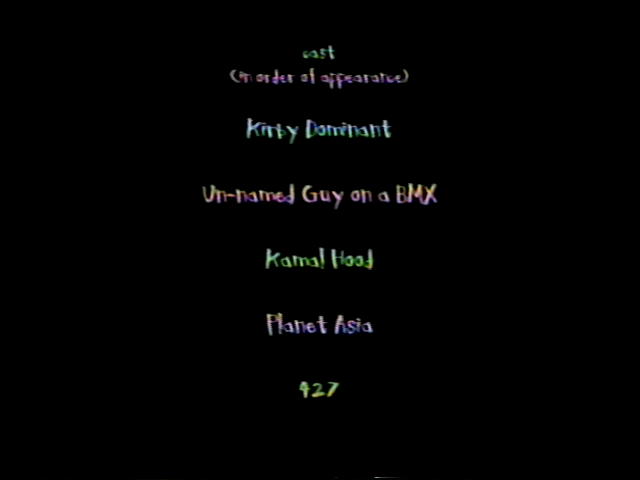 cast
(in order of appearance)
Kirby Dominant
Un-named Guy on a BMX
Kamal Hood
Planet Asia
427